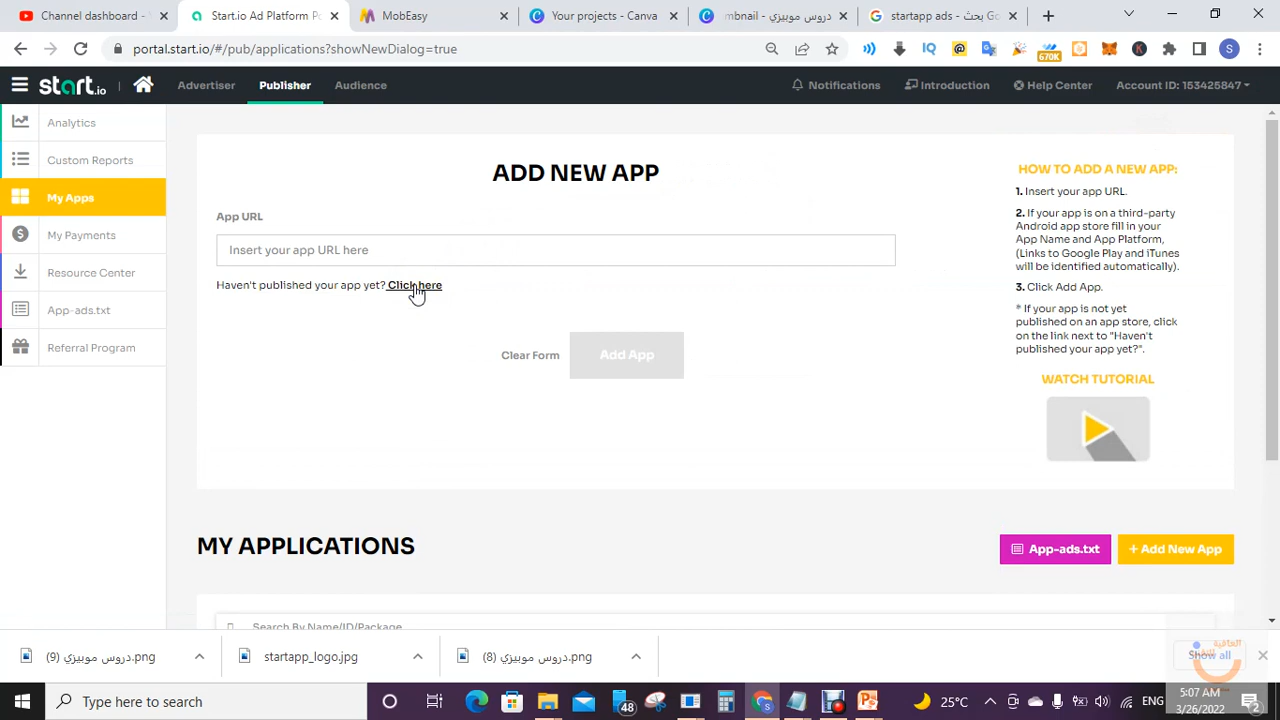 Channel dashboard -
Start.io Ad Platform Po
MobEasy
Your projects - Canva
mbnail - دروس موبيزي
startapp ads - بحث Go
portal.start.io/#/pub/applications?showNewDialog=true
670K
S
start.io
Advertiser
Publisher
Audience
Notifications
Introduction
Help Center
Account ID: 153425847
Analytics
Custom Reports
My Apps
My Payments
Resource Center
App-ads.txt
Referral Program
ADD NEW APP
App URL
Insert your app URL here
Haven't published your app yet? Click here
Clear Form
Add App
HOW TO ADD A NEW APP:
1. Insert your app URL.
2. If your app is on a third-party
Android app store fill in your
App Name and App Platform,
(Links to Google Play and iTunes
will be identified automatically).
3. Click Add App.
* If your app is not yet
published on an app store, click
on the link next to "Haven't
published your app yet?".
WATCH TUTORIAL
MY APPLICATIONS
App-ads.txt
+ Add New App
Search By Name/ID/Package
دروس موبيزي (9).png
startapp_logo.jpg
دروس موبيزي (8).png
Show all
Type here to search
48
25°C
ENG
5:07 AM
3/26/2022
2